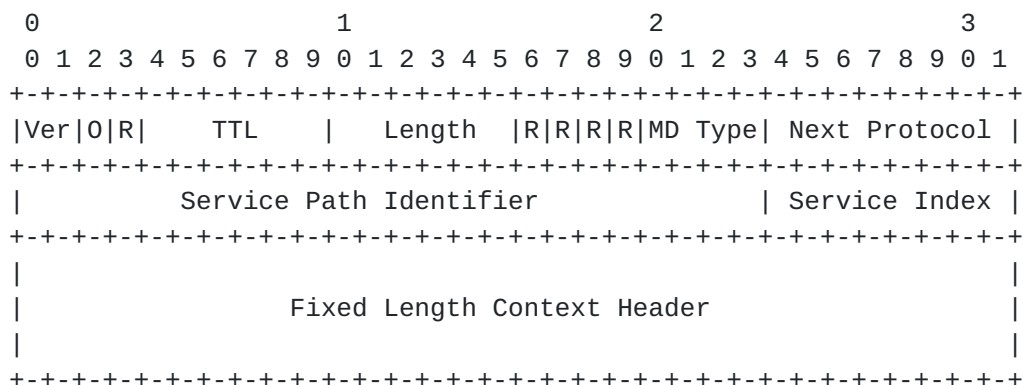 0                   1                   2                   3
 0 1 2 3 4 5 6 7 8 9 0 1 2 3 4 5 6 7 8 9 0 1 2 3 4 5 6 7 8 9 0 1
+-+-+-+-+-+-+-+-+-+-+-+-+-+-+-+-+-+-+-+-+-+-+-+-+-+-+-+-+-+-+-+-+
|Ver|O|R|    TTL    |   Length  |R|R|R|R|MD Type| Next Protocol |
+-+-+-+-+-+-+-+-+-+-+-+-+-+-+-+-+-+-+-+-+-+-+-+-+-+-+-+-+-+-+-+-+
|          Service Path Identifier              | Service Index |
+-+-+-+-+-+-+-+-+-+-+-+-+-+-+-+-+-+-+-+-+-+-+-+-+-+-+-+-+-+-+-+-+
|                                                               |
|                 Fixed Length Context Header                   |
|                                                               |
+-+-+-+-+-+-+-+-+-+-+-+-+-+-+-+-+-+-+-+-+-+-+-+-+-+-+-+-+-+-+-+-+